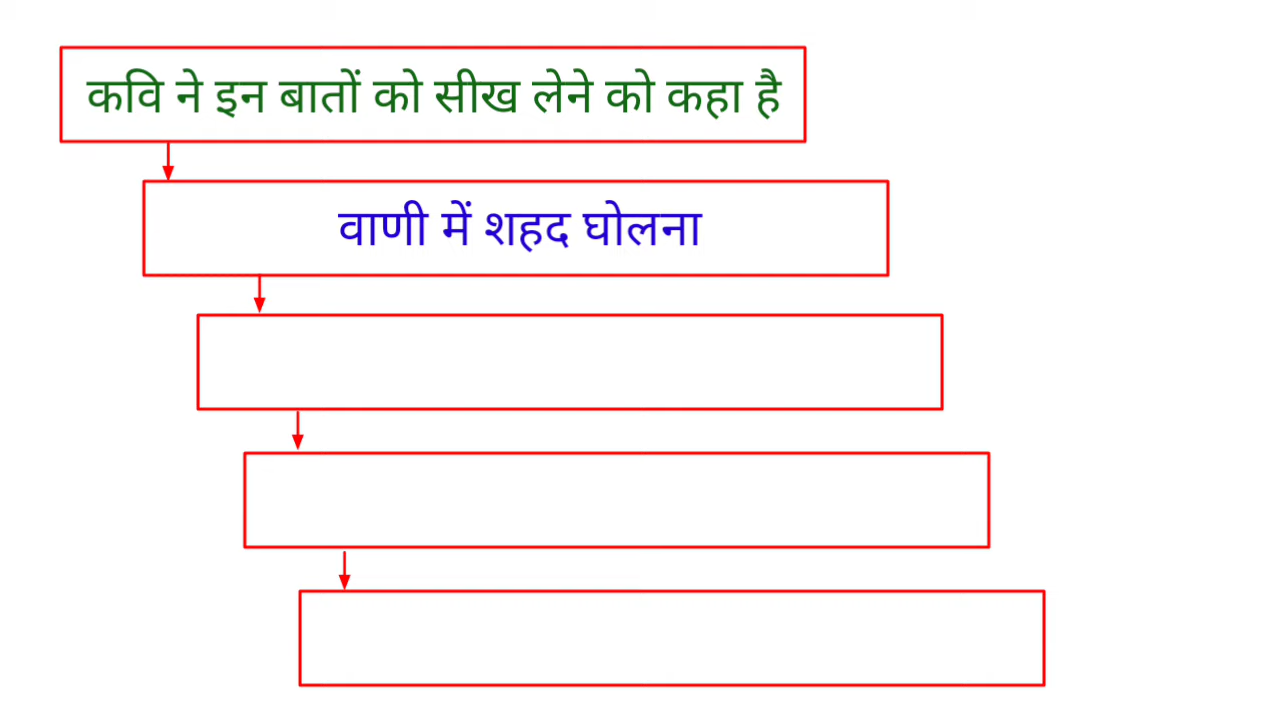 कवि ने इन बातों को सीख लेने को कहा है
वाणी में शहद घोलना